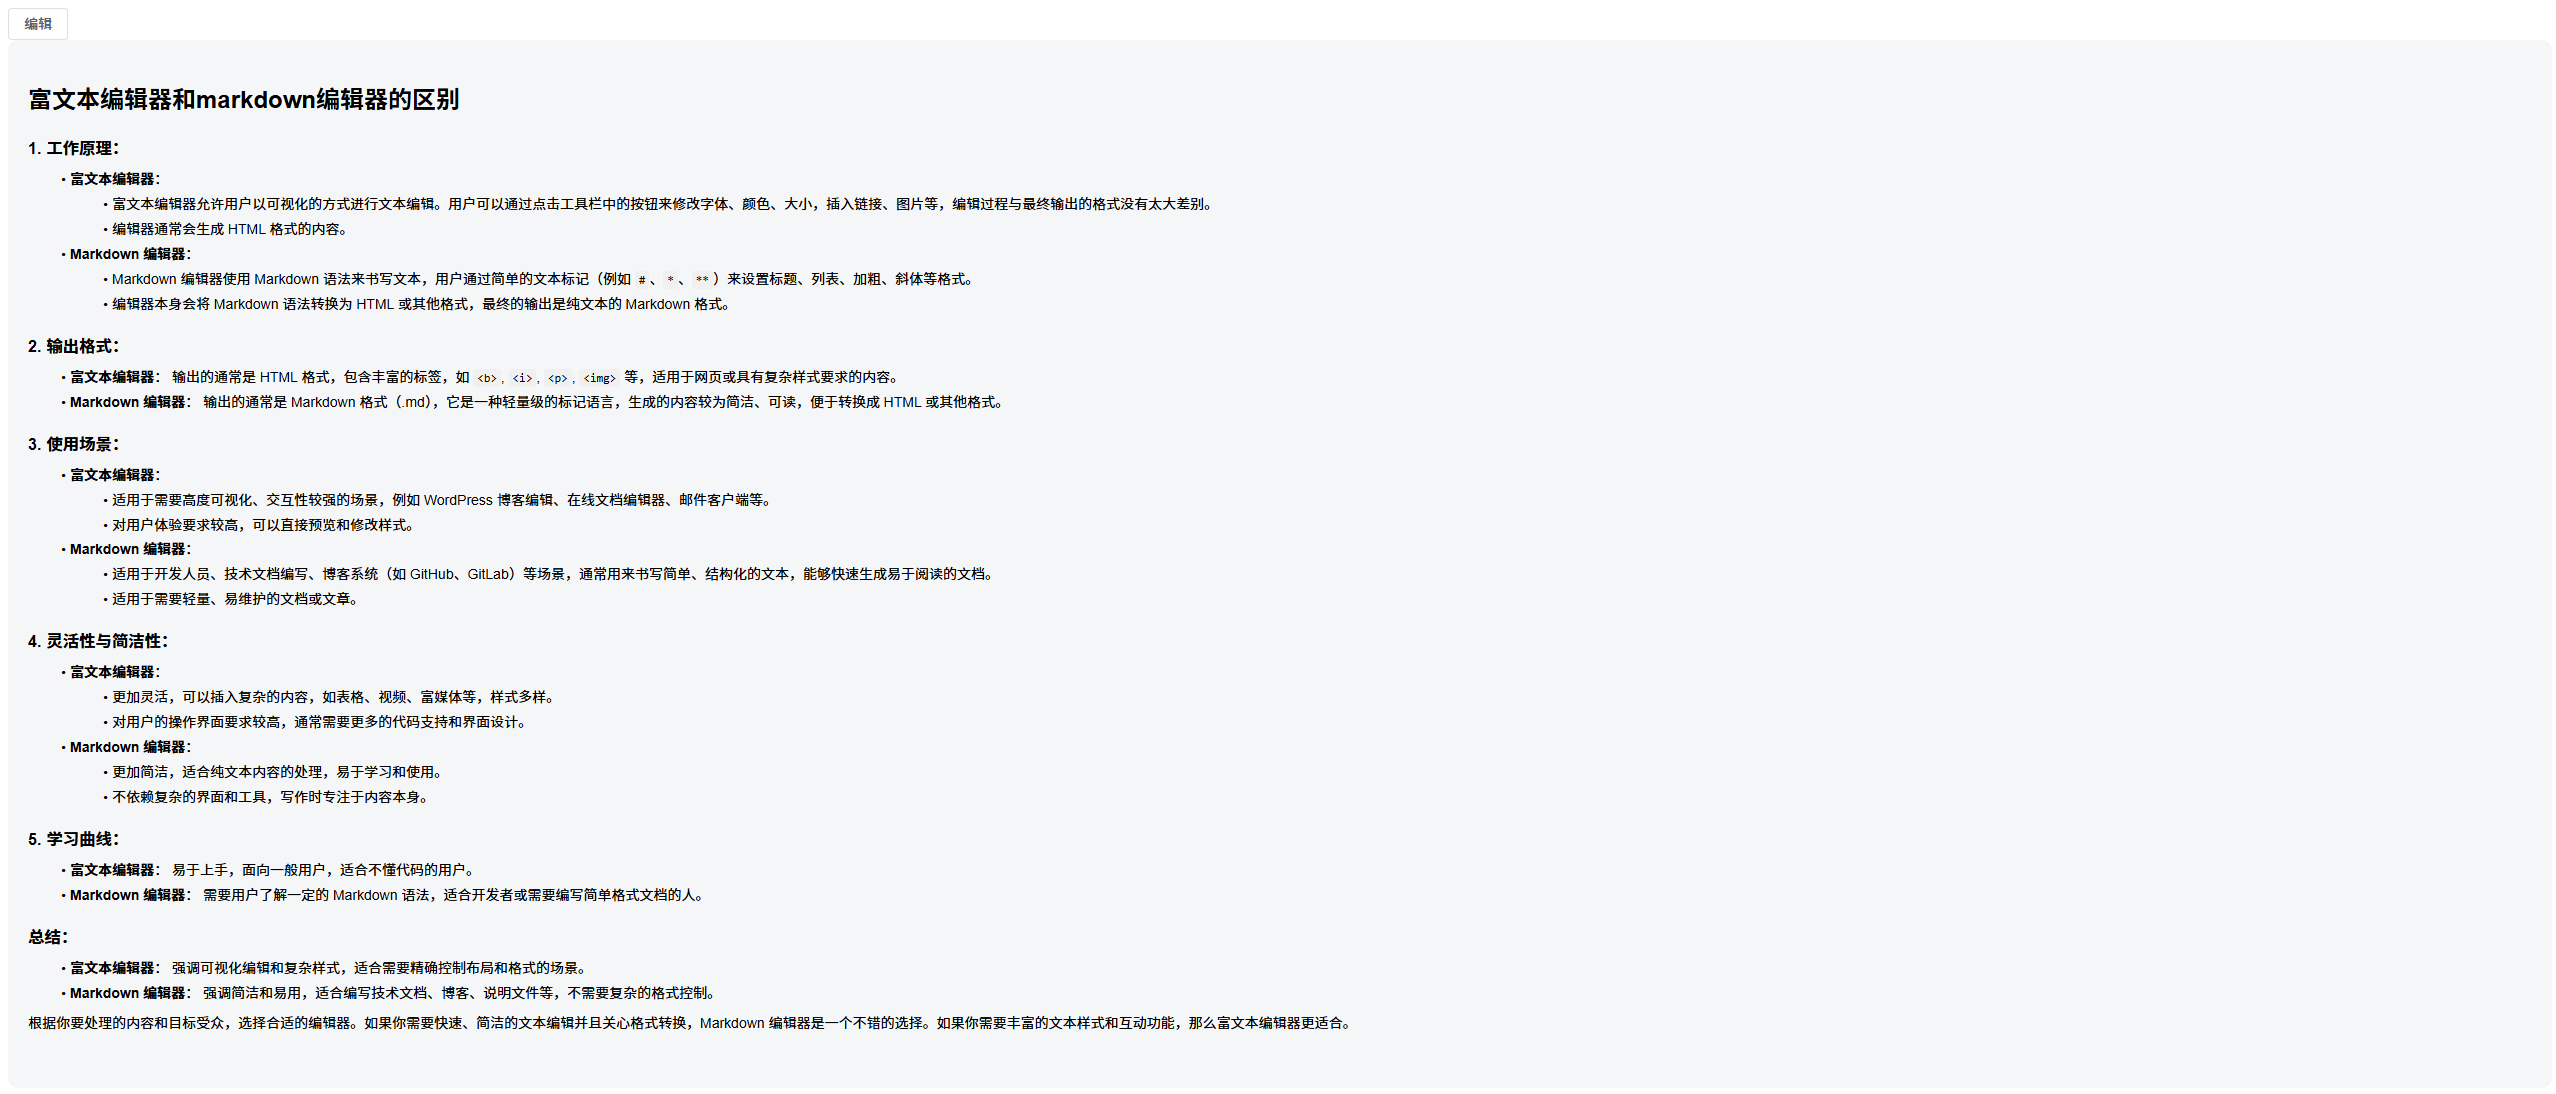 编辑
富文本编辑器和markdown编辑器的区别
1. 工作原理：
• 富文本编辑器：
• 富文本编辑器允许用户以可视化的方式进行文本编辑。用户可以通过点击工具栏中的按钮来修改字体、颜色、大小，插入链接、图片等，编辑过程与最终输出的格式没有太大差别。
• 编辑器通常会生成 HTML 格式的内容。
• Markdown 编辑器：
• Markdown 编辑器使用 Markdown 语法来书写文本，用户通过简单的文本标记（例如 #、*、**）来设置标题、列表、加粗、斜体等格式。
• 编辑器本身会将 Markdown 语法转换为 HTML 或其他格式，最终的输出是纯文本的 Markdown 格式。
2. 输出格式：
• 富文本编辑器： 输出的通常是 HTML 格式，包含丰富的标签，如 <b>, <i>, <p>, <img> 等，适用于网页或具有复杂样式要求的内容。
• Markdown 编辑器： 输出的通常是 Markdown 格式（.md），它是一种轻量级的标记语言，生成的内容较为简洁、可读，便于转换成 HTML 或其他格式。
3. 使用场景：
• 富文本编辑器：
• 适用于需要高度可视化、交互性较强的场景，例如 WordPress 博客编辑、在线文档编辑器、邮件客户端等。
• 对用户体验要求较高，可以直接预览和修改样式。
• Markdown 编辑器：
• 适用于开发人员、技术文档编写、博客系统（如 GitHub、GitLab）等场景，通常用来书写简单、结构化的文本，能够快速生成易于阅读的文档。
• 适用于需要轻量、易维护的文档或文章。
4. 灵活性与简洁性：
• 富文本编辑器：
• 更加灵活，可以插入复杂的内容，如表格、视频、富媒体等，样式多样。
• 对用户的操作界面要求较高，通常需要更多的代码支持和界面设计。
• Markdown 编辑器：
• 更加简洁，适合纯文本内容的处理，易于学习和使用。
• 不依赖复杂的界面和工具，写作时专注于内容本身。
5. 学习曲线：
• 富文本编辑器： 易于上手，面向一般用户，适合不懂代码的用户。
• Markdown 编辑器： 需要用户了解一定的 Markdown 语法，适合开发者或需要编写简单格式文档的人。
总结：
• 富文本编辑器： 强调可视化编辑和复杂样式，适合需要精确控制布局和格式的场景。
• Markdown 编辑器： 强调简洁和易用，适合编写技术文档、博客、说明文件等，不需要复杂的格式控制。
根据你要处理的内容和目标受众，选择合适的编辑器。如果你需要快速、简洁的文本编辑并且关心格式转换，Markdown 编辑器是一个不错的选择。如果你需要丰富的文本样式和互动功能，那么富文本编辑器更适合。